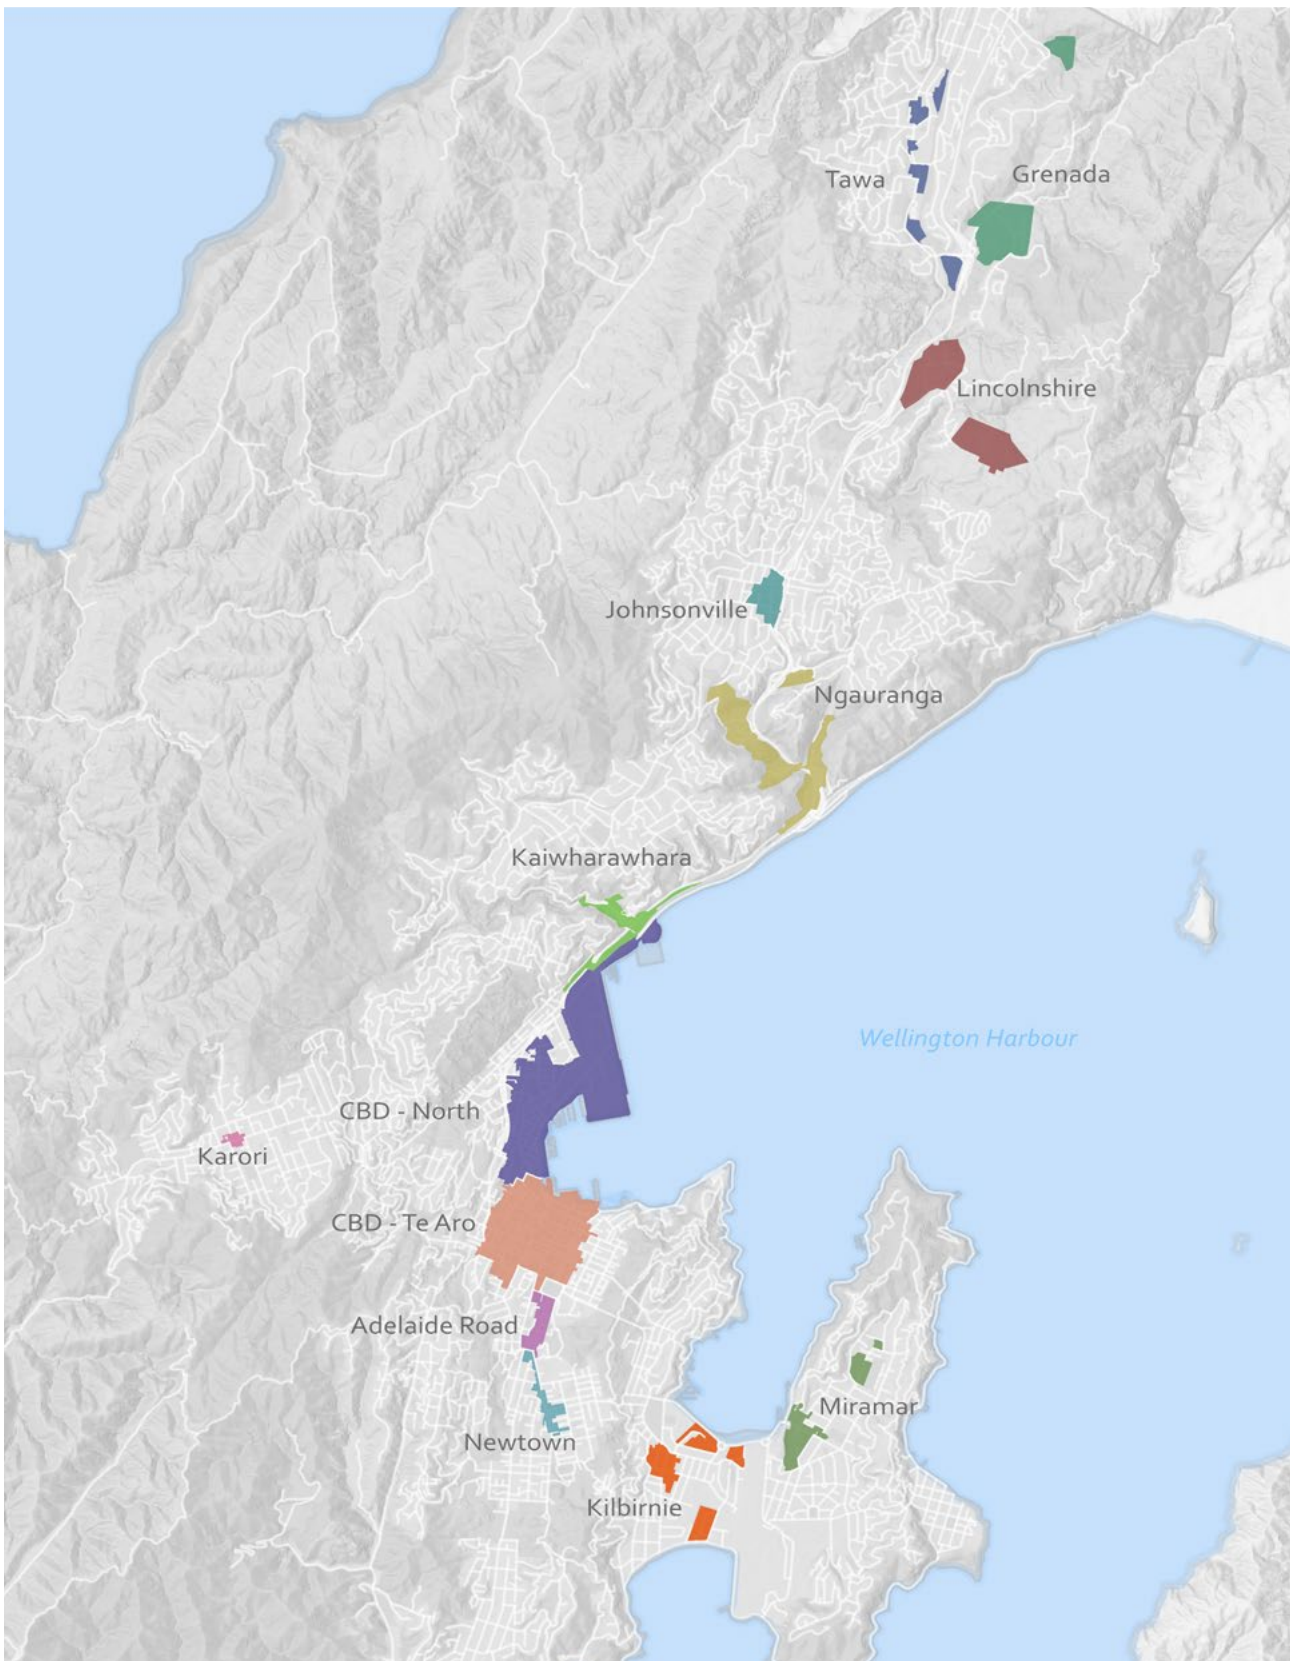 Grenada
Tawa
Lincolnshire
Johnsonville
Ngauranga
Kaiwharawhara
Wellington Harbour
CBD - North
Karori
CBD - Te Aro
Adelaide Road
Miramar
Newtown
Kilbirnie